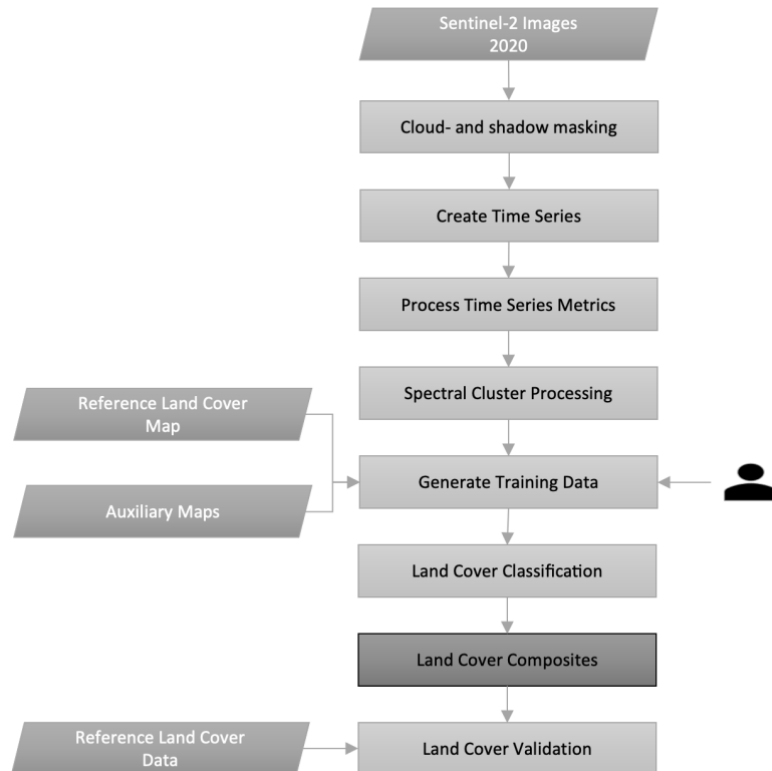 Sentinel-2 Images
2020
Cloud- and shadow masking
Create Time Series
Process Time Series Metrics
Spectral Cluster Processing
Reference Land Cover
Map
Auxiliary Maps
Generate Training Data
Land Cover Classification
Land Cover Composites
Reference Land Cover
Data
Land Cover Validation